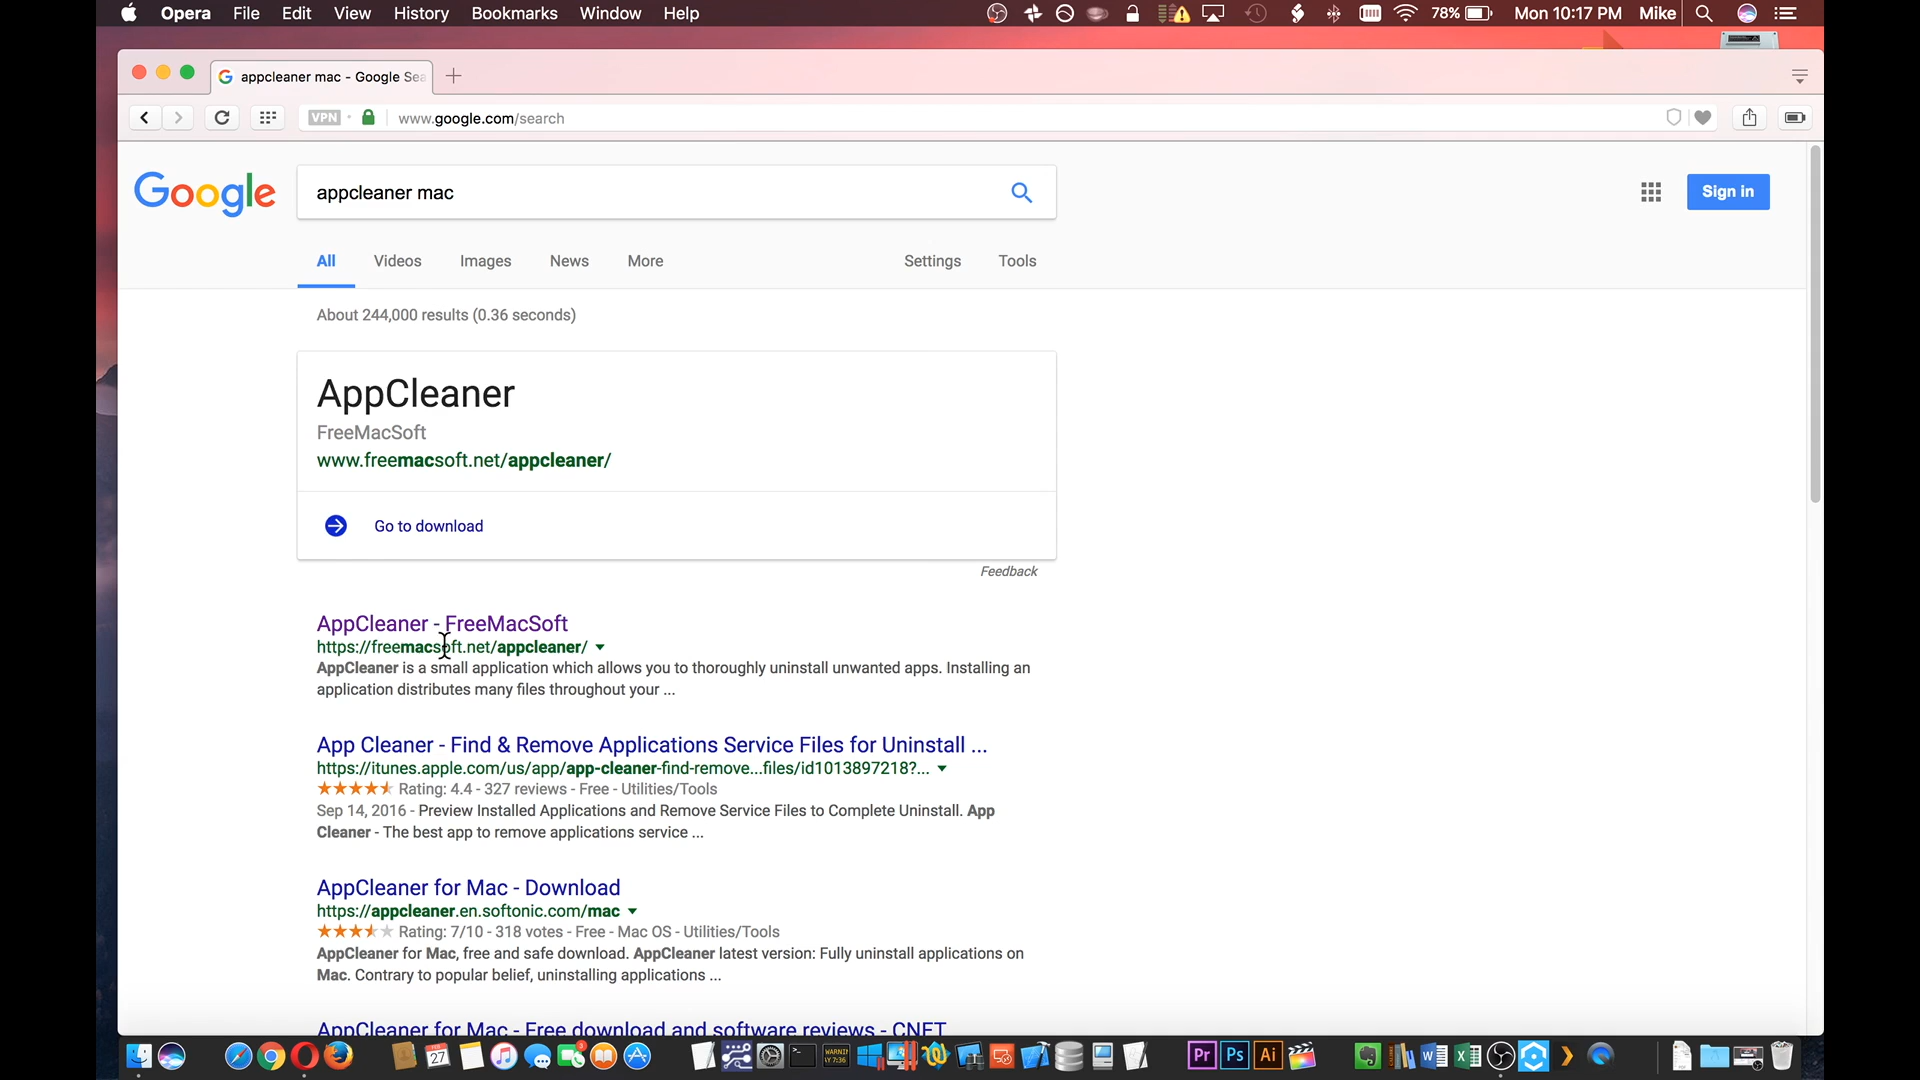 Opera File Edit View History Bookmarks Window Help 78% Mon 10:17 PM Mike
appcleaner mac - Google Sea
VPN www.google.com/search
Google appcleaner mac Sign in
All Videos Images News More Settings Tools
About 244,000 results (0.36 seconds)
AppCleaner
FreeMacSoft
www.freemacsoft.net/appcleaner/
Go to download
Feedback
AppCleaner - FreeMacSoft
https://freemacsoft.net/appcleaner/
AppCleaner is a small application which allows you to thoroughly uninstall unwanted apps. Installing an
application distributes many files throughout your ...
App Cleaner - Find & Remove Applications Service Files for Uninstall ...
https://itunes.apple.com/us/app/app-cleaner-find-remove...files/id1013897218?...
Rating: 4.4 - 327 reviews - Free - Utilities/Tools
Sep 14, 2016 - Preview Installed Applications and Remove Service Files to Complete Uninstall. App
Cleaner - The best app to remove applications service ...
AppCleaner for Mac - Download
https://appcleaner.en.softonic.com/mac
Rating: 7/10 - 318 votes - Free - Mac OS - Utilities/Tools
AppCleaner for Mac, free and safe download. AppCleaner latest version: Fully uninstall applications on
Mac. Contrary to popular belief, uninstalling applications ...
AppCleaner for Mac - Free download and software reviews - CNET
27 3 Pr Ps Ai